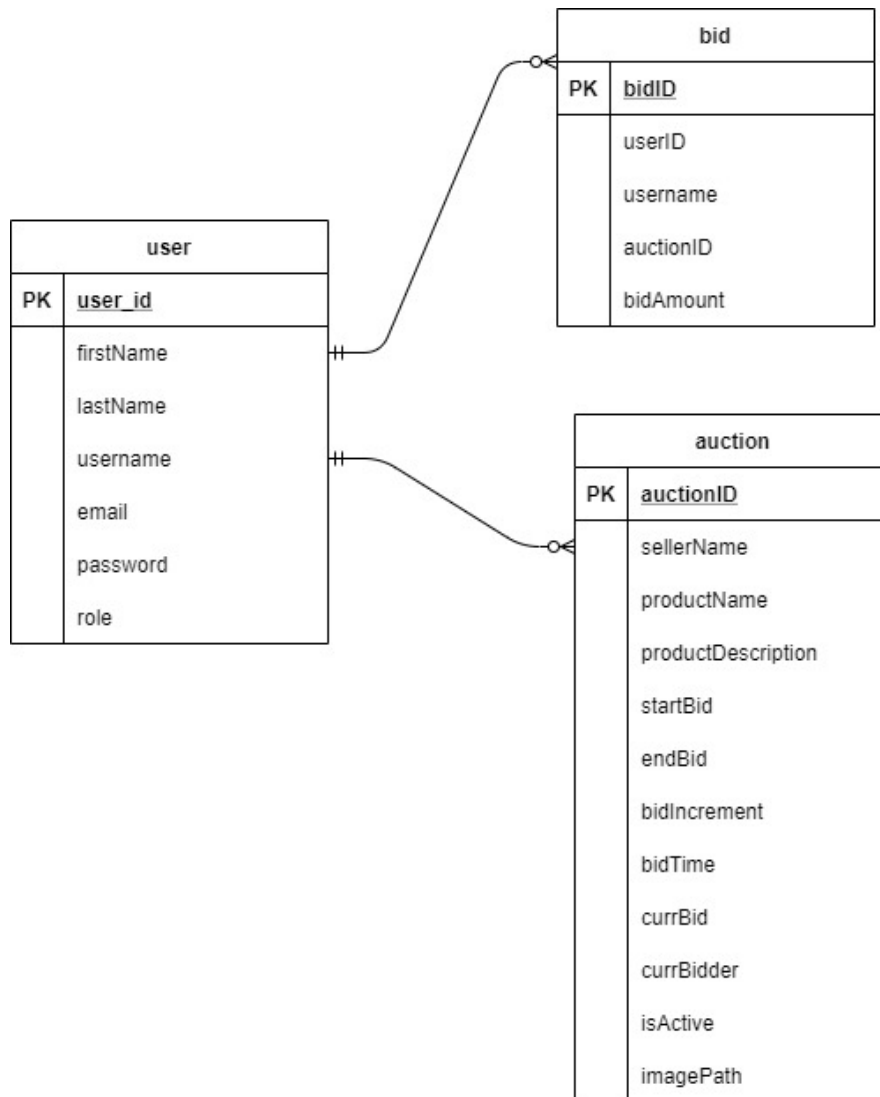 bid
PK bidID
userID
username
auctionID
bidAmount
user
PK user_id
firstName
lastName
username
email
password
role
auction
PK auctionID
sellerName
productName
productDescription
startBid
endBid
bidIncrement
bidTime
currBid
currBidder
isActive
imagePath